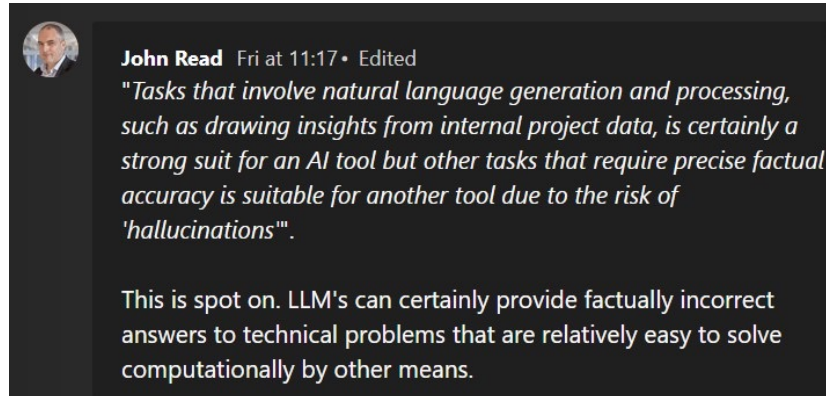 John Read Fri at 11:17 • Edited
"Tasks that involve natural language generation and processing,
such as drawing insights from internal project data, is certainly a
strong suit for an AI tool but other tasks that require precise factual
accuracy is suitable for another tool due to the risk of
'hallucinations'".
This is spot on. LLM's can certainly provide factually incorrect
answers to technical problems that are relatively easy to solve
computationally by other means.